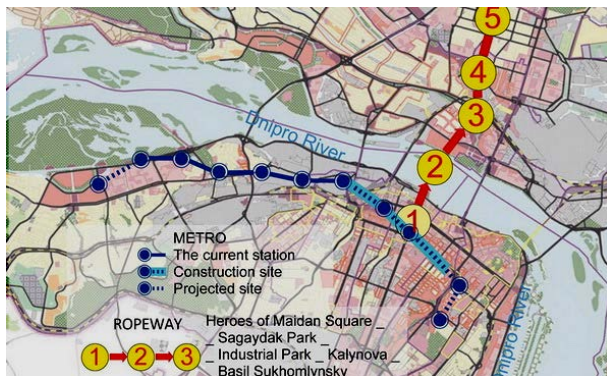 5
4
3
2
1
Dnipro River
Dnipro River
METRO
The current station
Construction site
Projected site
ROPEWAY
1 2 3
Heroes of Maidan Square _
_ Sagaydak Park _
_ Industrial Park _ Kalynova _
Basil Sukhomlynsky